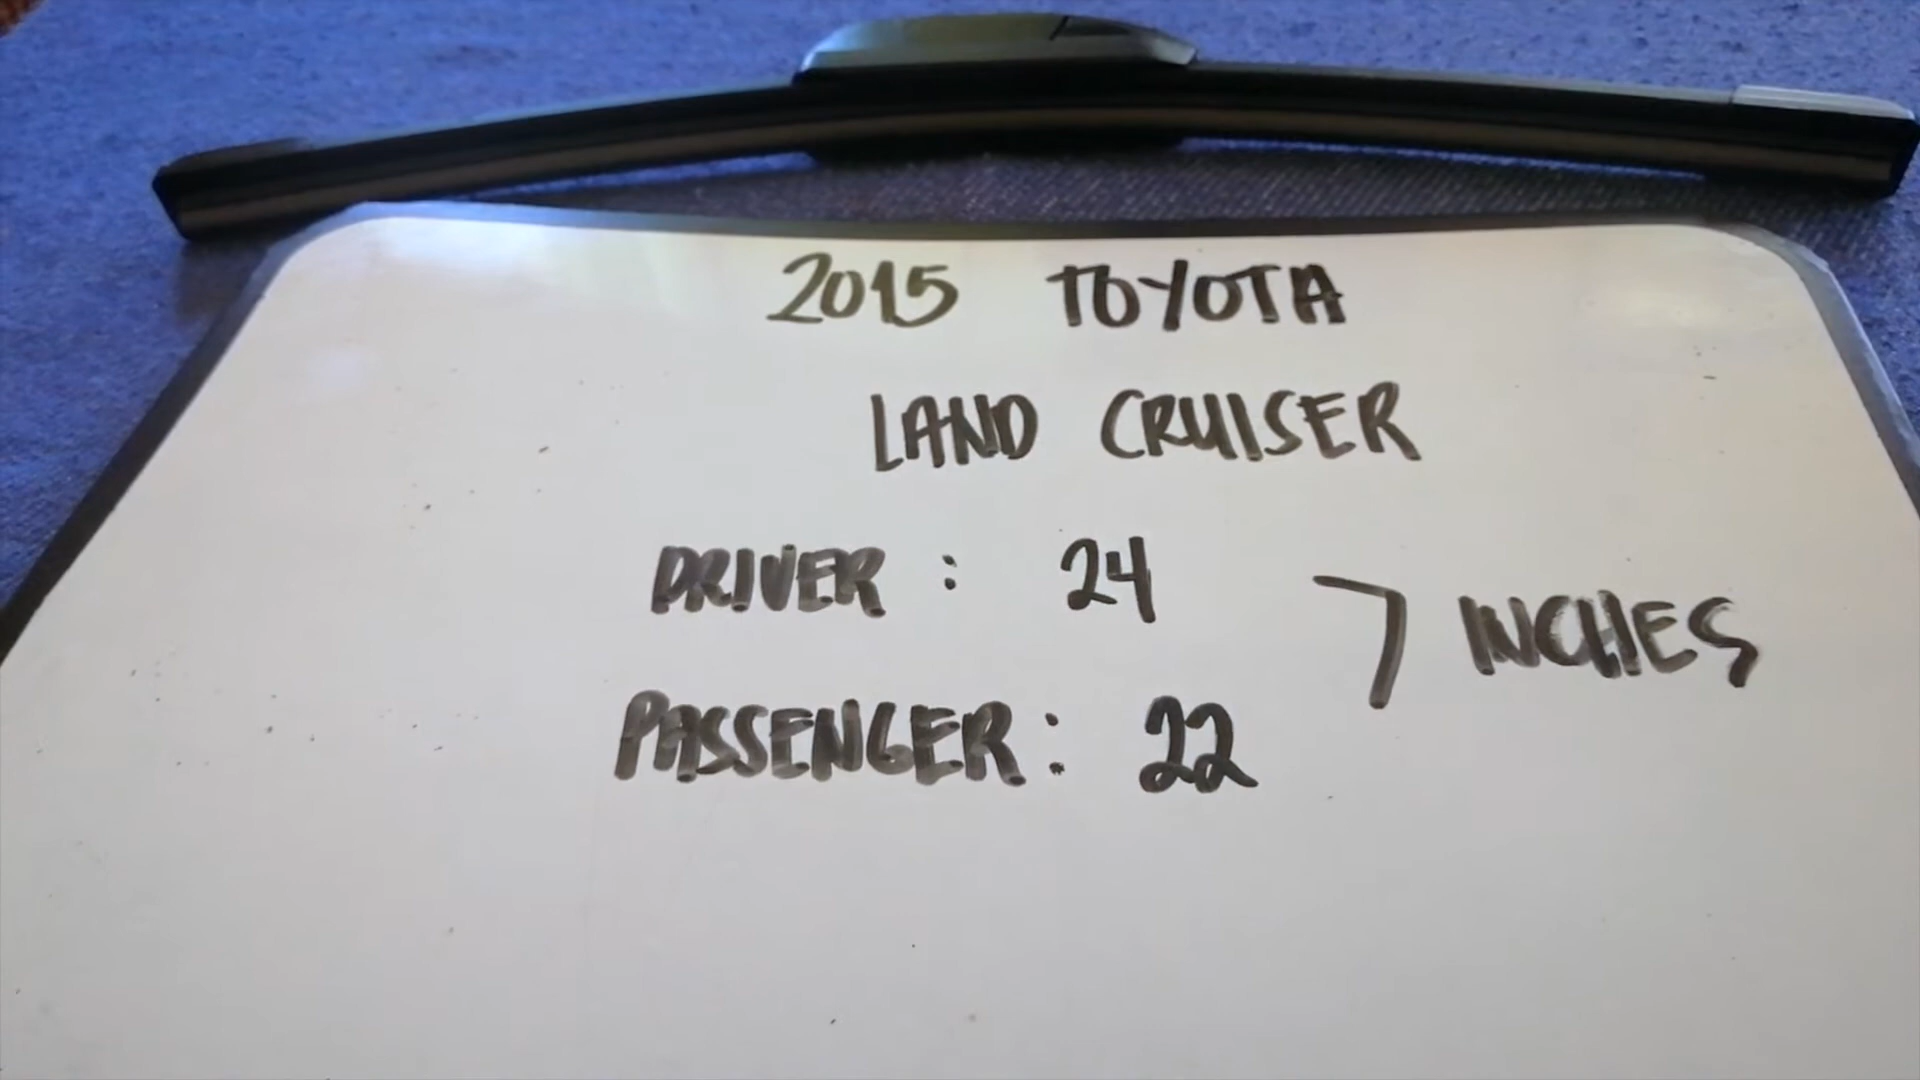 2015 TOYOTA
LAND CRUISER
DRIVER : 24
INCHES
PASSENGER : 22